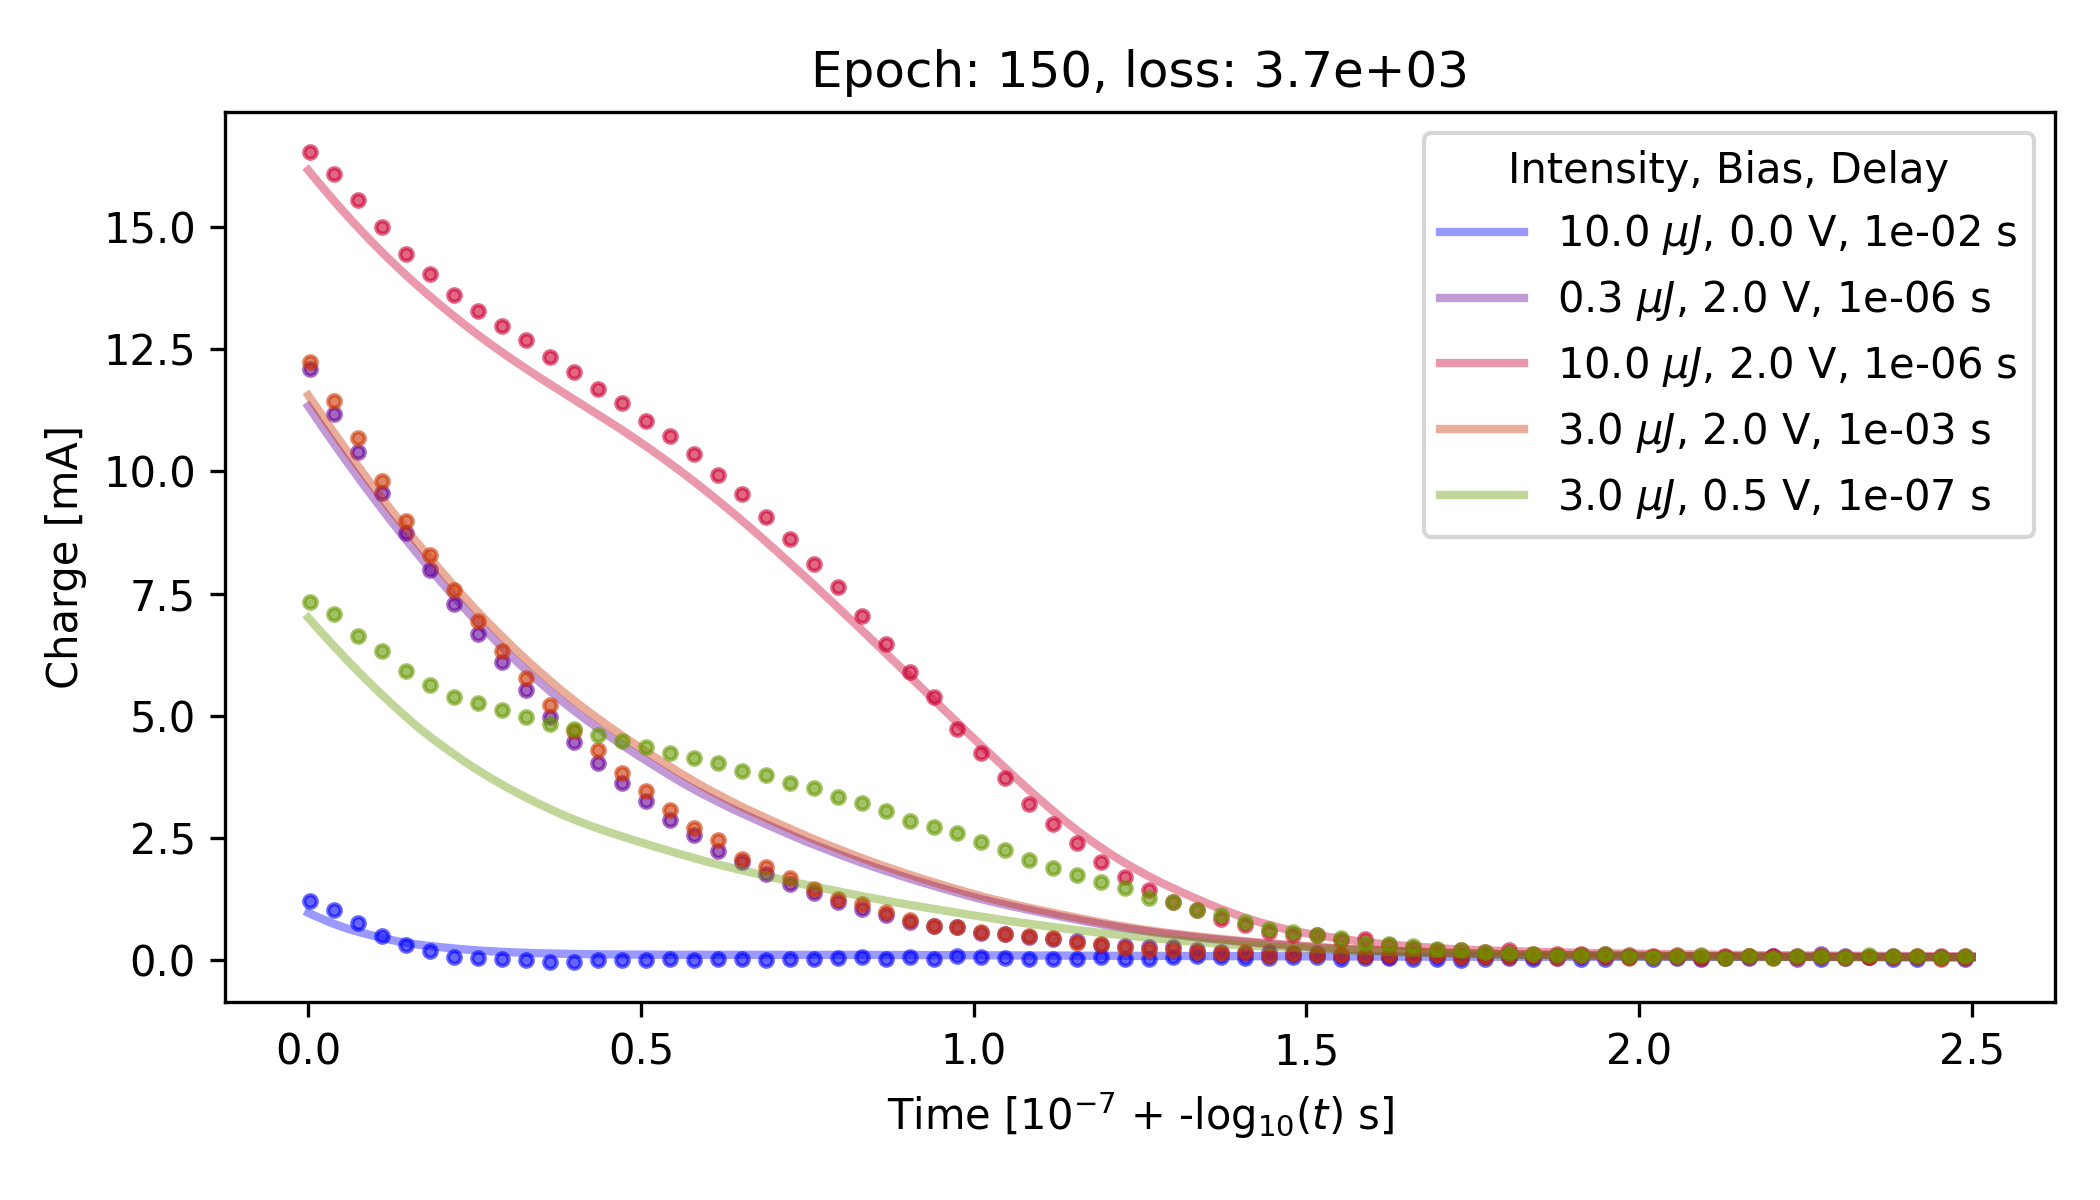 Epoch: 150, loss: 3.7e+03
Charge [mA]
15.0
12.5
10.0
7.5
5.0
2.5
0.0
Intensity, Bias, Delay
10.0 μJ, 0.0 V, 1e-02 s
0.3 μJ, 2.0 V, 1e-06 s
10.0 μJ, 2.0 V, 1e-06 s
3.0 μJ, 2.0 V, 1e-03 s
3.0 μJ, 0.5 V, 1e-07 s
0.0 0.5 1.0 1.5 2.0 2.5
Time [10⁻⁷ + -log₁₀(t) s]